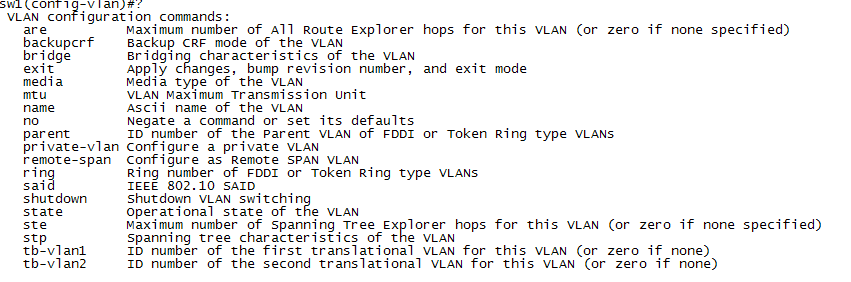 sw1(config-vlan)#?
VLAN configuration commands:
are Maximum number of All Route Explorer hops for this VLAN (or zero if none specified)
backupcrf Backup CRF mode of the VLAN
bridge Bridging characteristics of the VLAN
exit Apply changes, bump revision number, and exit mode
media Media type of the VLAN
mtu VLAN Maximum Transmission Unit
name Ascii name of the VLAN
no Negate a command or set its defaults
parent ID number of the Parent VLAN of FDDI or Token Ring type VLANs
private-vlan Configure a private VLAN
remote-span Configure as Remote SPAN VLAN
ring Ring number of FDDI or Token Ring type VLANs
said IEEE 802.10 SAID
shutdown Shutdown VLAN switching
state Operational state of the VLAN
ste Maximum number of Spanning Tree Explorer hops for this VLAN (or zero if none specified)
stp Spanning tree characteristics of the VLAN
tb-vlan1 ID number of the first translational VLAN for this VLAN (or zero if none)
tb-vlan2 ID number of the second translational VLAN for this VLAN (or zero if none)